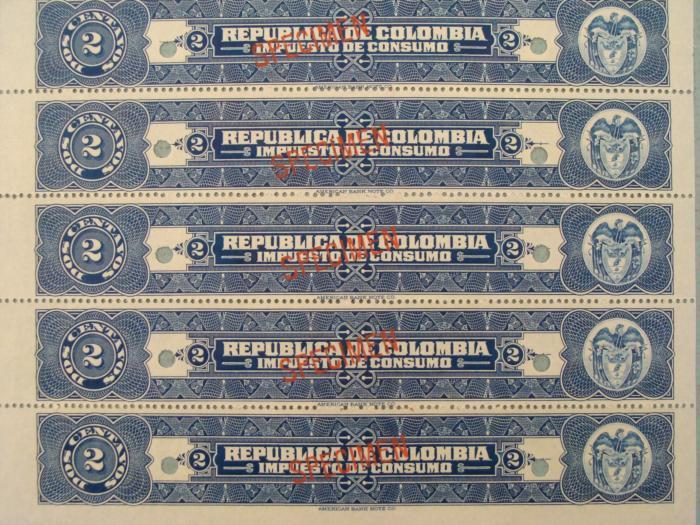 DOS CENTAVOS
2
2 REPUBLICA DE COLOMBIA 2
IMPUESTO DE CONSUMO
SPECIMEN
AMERICAN BANK NOTE CO.
DOS CENTAVOS
2
2 REPUBLICA DE COLOMBIA 2
IMPUESTO DE CONSUMO
SPECIMEN
AMERICAN BANK NOTE CO.
DOS CENTAVOS
2
2 REPUBLICA DE COLOMBIA 2
IMPUESTO DE CONSUMO
SPECIMEN
AMERICAN BANK NOTE CO.
DOS CENTAVOS
2
2 REPUBLICA DE COLOMBIA 2
IMPUESTO DE CONSUMO
SPECIMEN
AMERICAN BANK NOTE CO.
DOS CENTAVOS
2
2 REPUBLICA DE COLOMBIA 2
IMPUESTO DE CONSUMO
SPECIMEN
AMERICAN BANK NOTE CO.